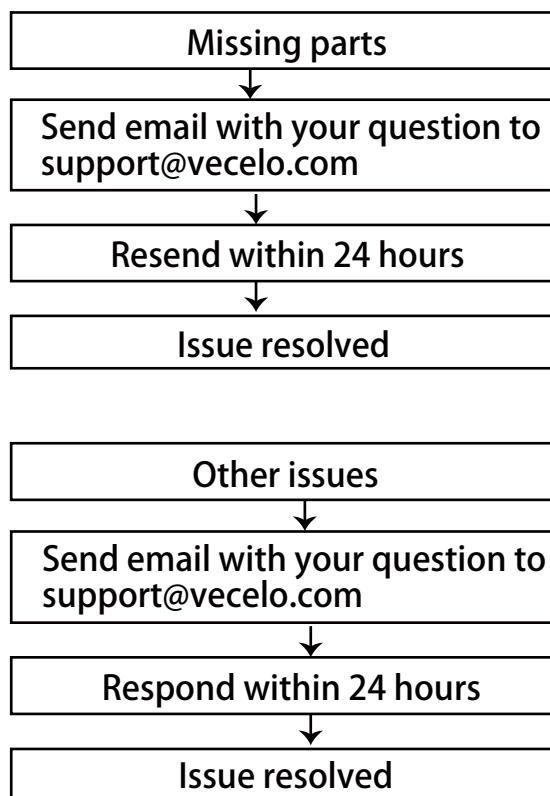 Missing parts
Send email with your question to
support@vecelo.com
Resend within 24 hours
Issue resolved
Other issues
Send email with your question to
support@vecelo.com
Respond within 24 hours
Issue resolved